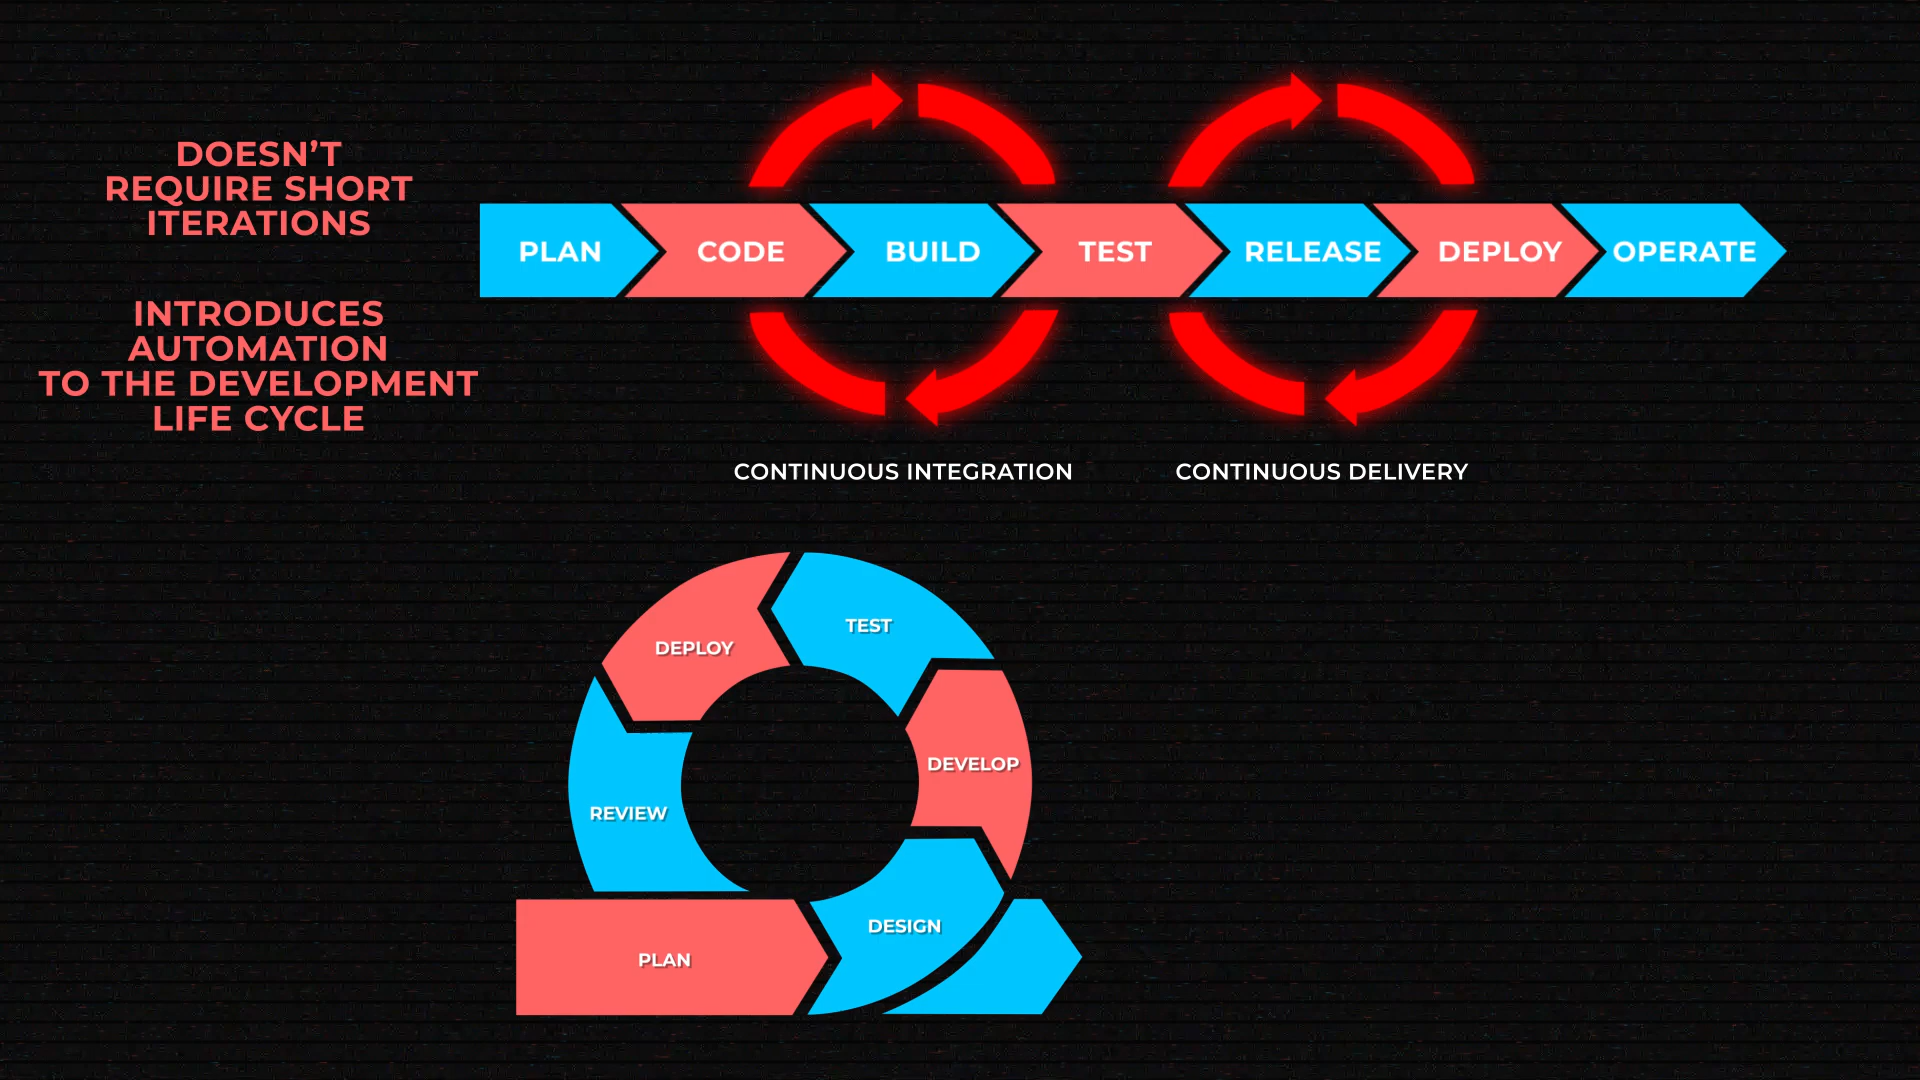 DOESN’T
REQUIRE SHORT
ITERATIONS
INTRODUCES
AUTOMATION
TO THE DEVELOPMENT
LIFE CYCLE
PLAN
CODE
BUILD
TEST
RELEASE
DEPLOY
OPERATE
CONTINUOUS INTEGRATION
CONTINUOUS DELIVERY
TEST
DEPLOY
DEVELOP
REVIEW
DESIGN
PLAN